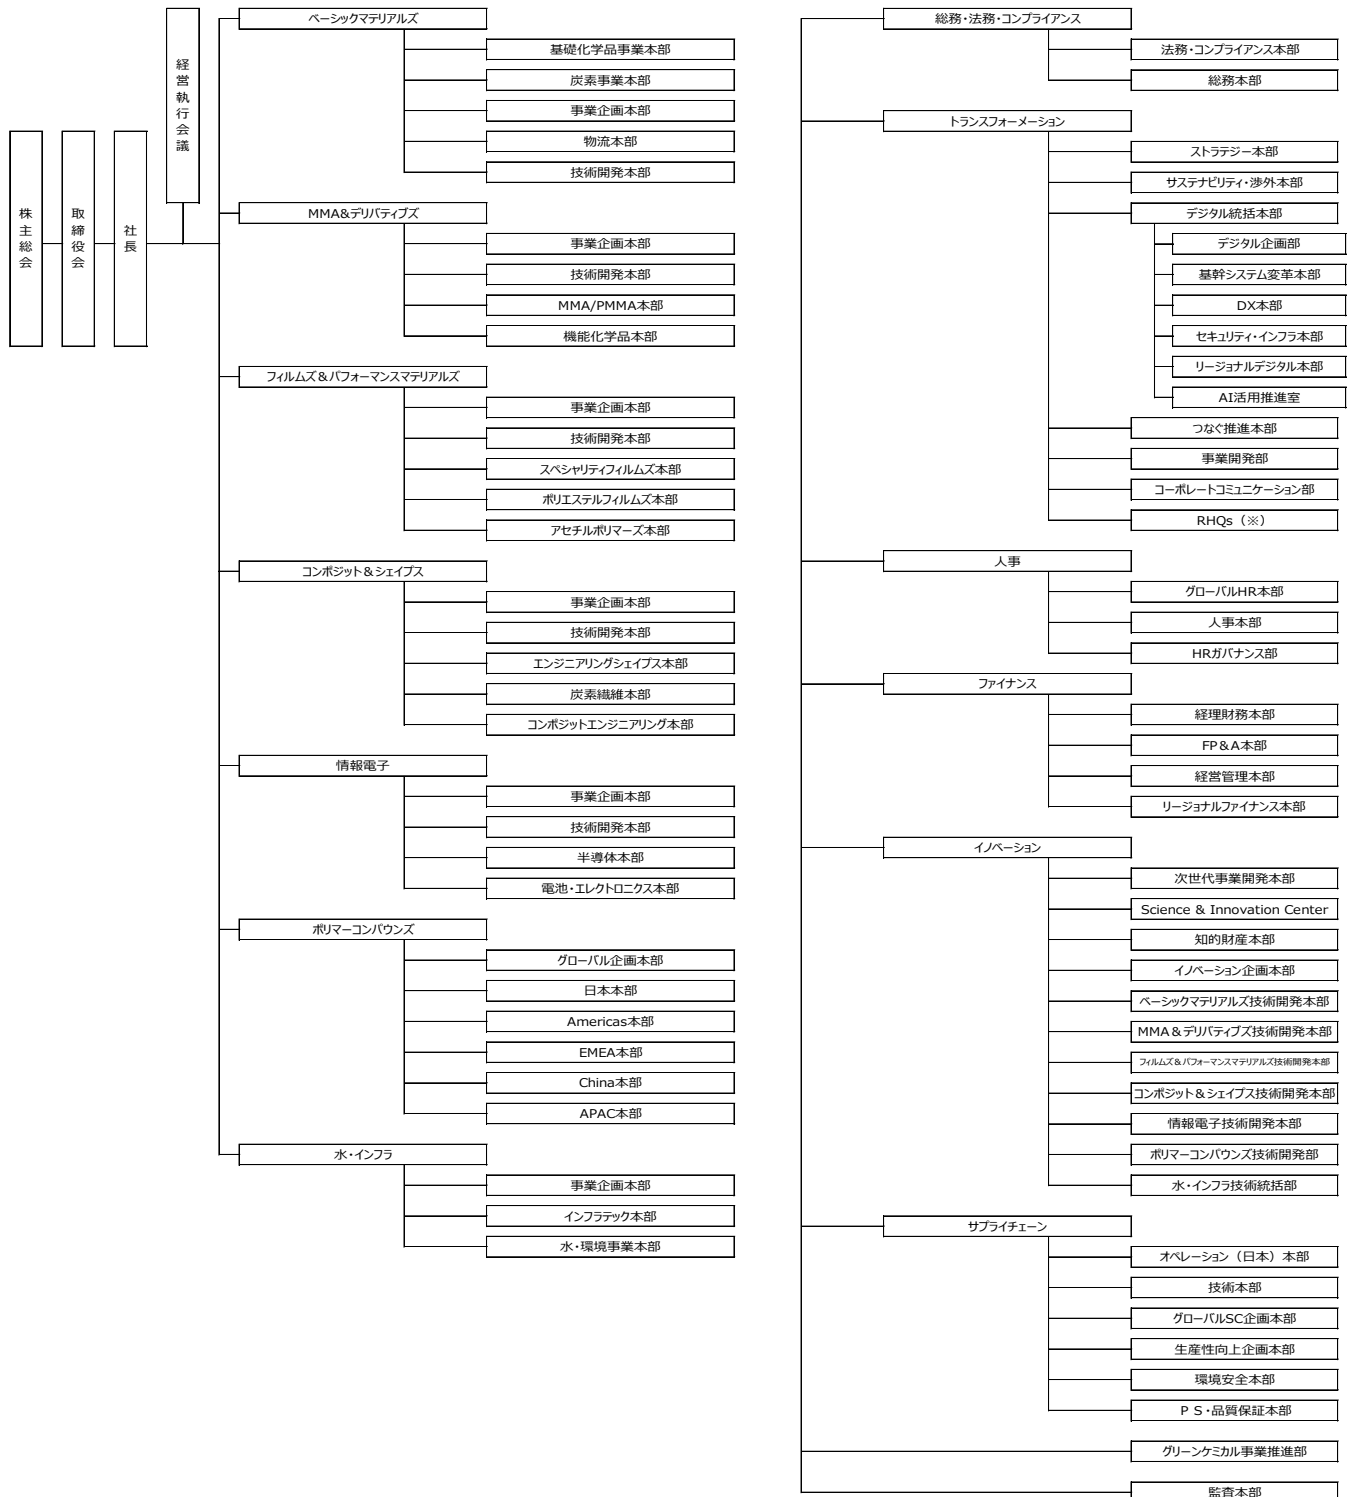 株主総会
取締役会
社長
経営執行会議
ベーシックマテリアルズ
基礎化学品事業本部
炭素事業本部
事業企画本部
物流本部
技術開発本部
MMA&デリバティブズ
事業企画本部
技術開発本部
MMA/PMMA本部
機能化学品本部
フィルムズ&パフォーマンスマテリアルズ
事業企画本部
技術開発本部
スペシャリティフィルムズ本部
ポリエステルフィルムズ本部
アセチルポリマーズ本部
コンポジット&シェイプス
事業企画本部
技術開発本部
エンジニアリングシェイプス本部
炭素繊維本部
コンポジットエンジニアリング本部
情報電子
事業企画本部
技術開発本部
半導体本部
電池・エレクトロニクス本部
ポリマーコンパウンズ
グローバル企画本部
日本本部
Americas本部
EMEA本部
China本部
APAC本部
水・インフラ
事業企画本部
インフラテック本部
水・環境事業本部
総務・法務・コンプライアンス
法務・コンプライアンス本部
総務本部
トランスフォーメーション
ストラテジー本部
サステナビリティ・渉外本部
デジタル統括本部
デジタル企画部
基幹システム変革本部
DX本部
セキュリティ・インフラ本部
リージョナルデジタル本部
AI活用推進室
つなぐ推進本部
事業開発部
コーポレートコミュニケーション部
RHQs（※）
人事
グローバルHR本部
人事本部
HRガバナンス部
ファイナンス
経理財務本部
FP&A本部
経営管理本部
リージョナルファイナンス本部
イノベーション
次世代事業開発本部
Science & Innovation Center
知的財産本部
イノベーション企画本部
ベーシックマテリアルズ技術開発本部
MMA&デリバティブズ技術開発本部
フィルムズ&パフォーマンスマテリアルズ技術開発本部
コンポジット&シェイプス技術開発本部
情報電子技術開発本部
ポリマーコンパウンズ技術開発部
水・インフラ技術統括部
サプライチェーン
オペレーション（日本）本部
技術本部
グローバルSC企画本部
生産性向上企画本部
環境安全本部
ＰＳ・品質保証本部
グリーンケミカル事業推進部
監査本部